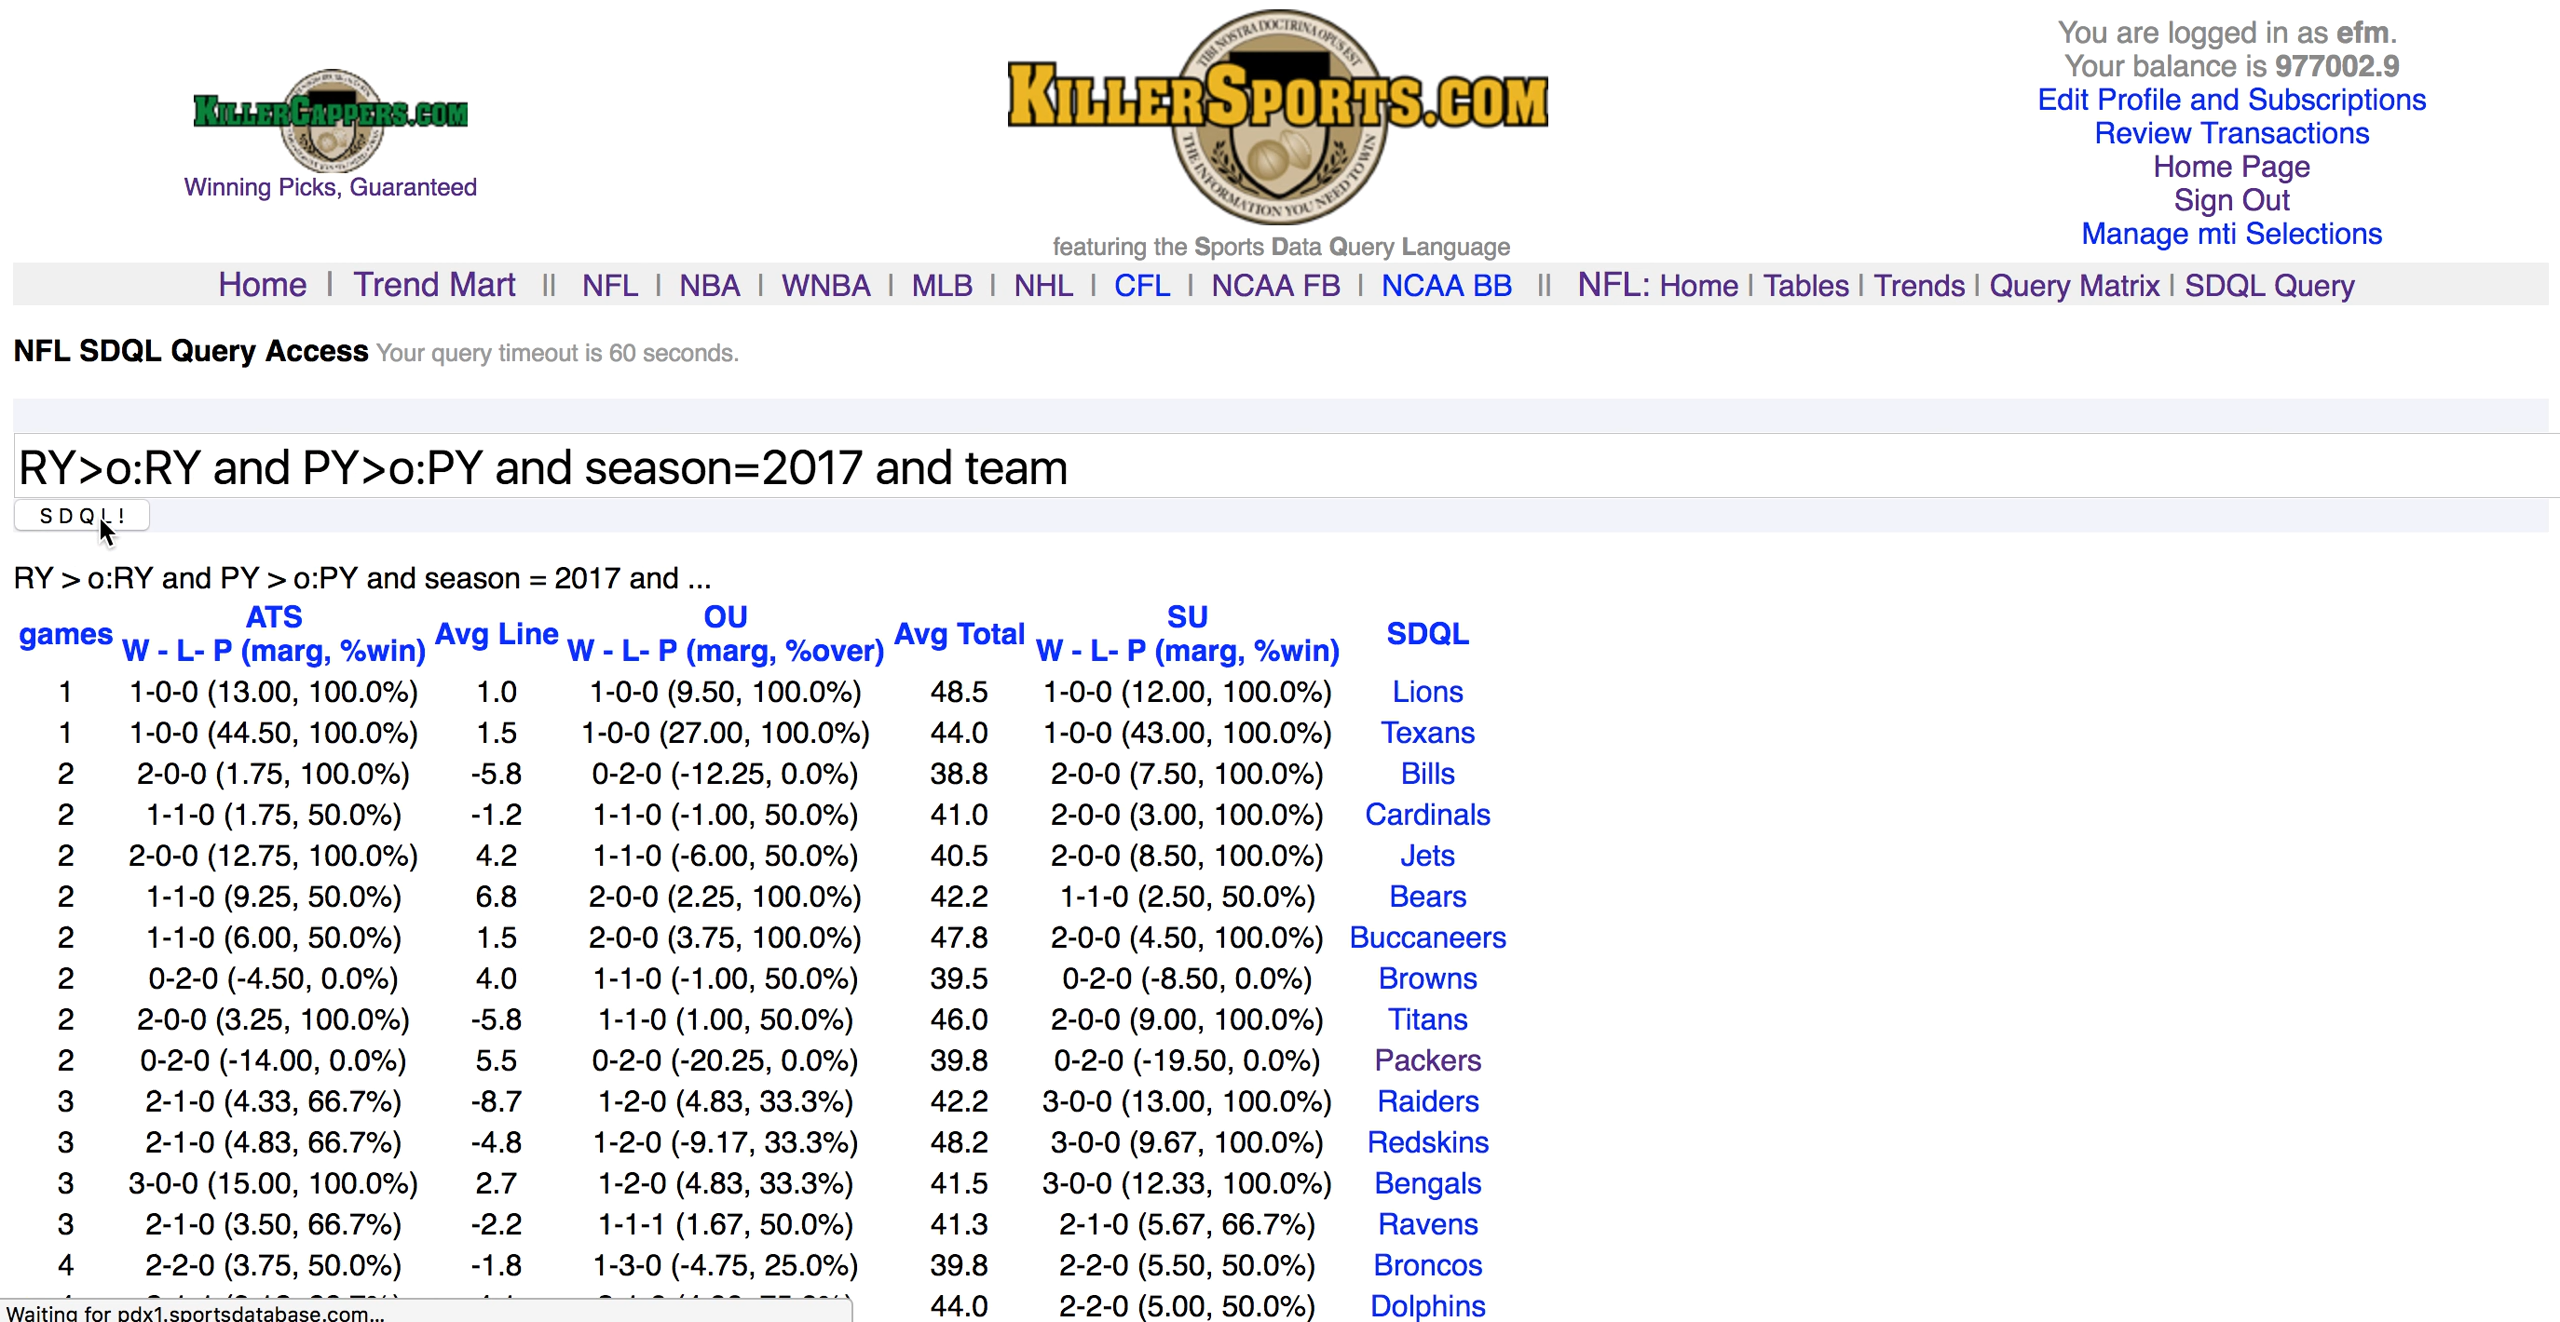 KILLERCAPPERS.COM
Winning Picks, Guaranteed
TIBI NOSTRA DOCTRINA OPUS EST
KILLERSPORTS.COM
THE INFORMATION YOU NEED TO WIN
featuring the Sports Data Query Language
You are logged in as efm.
Your balance is 977002.9
Edit Profile and Subscriptions
Review Transactions
Home Page
Sign Out
Manage mti Selections
Home | Trend Mart || NFL | NBA | WNBA | MLB | NHL | CFL | NCAA FB | NCAA BB || NFL: Home | Tables | Trends | Query Matrix | SDQL Query
NFL SDQL Query Access Your query timeout is 60 seconds.
RY>o:RY and PY>o:PY and season=2017 and team
S D Q L !
RY > o:RY and PY > o:PY and season = 2017 and ...
games ATS W - L- P (marg, %win) Avg Line OU W - L- P (marg, %over) Avg Total SU W - L- P (marg, %win) SDQL
1 1-0-0 (13.00, 100.0%) 1.0 1-0-0 (9.50, 100.0%) 48.5 1-0-0 (12.00, 100.0%) Lions
1 1-0-0 (44.50, 100.0%) 1.5 1-0-0 (27.00, 100.0%) 44.0 1-0-0 (43.00, 100.0%) Texans
2 2-0-0 (1.75, 100.0%) -5.8 0-2-0 (-12.25, 0.0%) 38.8 2-0-0 (7.50, 100.0%) Bills
2 1-1-0 (1.75, 50.0%) -1.2 1-1-0 (-1.00, 50.0%) 41.0 2-0-0 (3.00, 100.0%) Cardinals
2 2-0-0 (12.75, 100.0%) 4.2 1-1-0 (-6.00, 50.0%) 40.5 2-0-0 (8.50, 100.0%) Jets
2 1-1-0 (9.25, 50.0%) 6.8 2-0-0 (2.25, 100.0%) 42.2 1-1-0 (2.50, 50.0%) Bears
2 1-1-0 (6.00, 50.0%) 1.5 2-0-0 (3.75, 100.0%) 47.8 2-0-0 (4.50, 100.0%) Buccaneers
2 0-2-0 (-4.50, 0.0%) 4.0 1-1-0 (-1.00, 50.0%) 39.5 0-2-0 (-8.50, 0.0%) Browns
2 2-0-0 (3.25, 100.0%) -5.8 1-1-0 (1.00, 50.0%) 46.0 2-0-0 (9.00, 100.0%) Titans
2 0-2-0 (-14.00, 0.0%) 5.5 0-2-0 (-20.25, 0.0%) 39.8 0-2-0 (-19.50, 0.0%) Packers
3 2-1-0 (4.33, 66.7%) -8.7 1-2-0 (4.83, 33.3%) 42.2 3-0-0 (13.00, 100.0%) Raiders
3 2-1-0 (4.83, 66.7%) -4.8 1-2-0 (-9.17, 33.3%) 48.2 3-0-0 (9.67, 100.0%) Redskins
3 3-0-0 (15.00, 100.0%) 2.7 1-2-0 (4.83, 33.3%) 41.5 3-0-0 (12.33, 100.0%) Bengals
3 2-1-0 (3.50, 66.7%) -2.2 1-1-1 (1.67, 50.0%) 41.3 2-1-0 (5.67, 66.7%) Ravens
4 2-2-0 (3.75, 50.0%) -1.8 1-3-0 (-4.75, 25.0%) 39.8 2-2-0 (5.50, 50.0%) Broncos
44.0 2-2-0 (5.00, 50.0%) Dolphins
Waiting for pdx1.sportsdatabase.com...